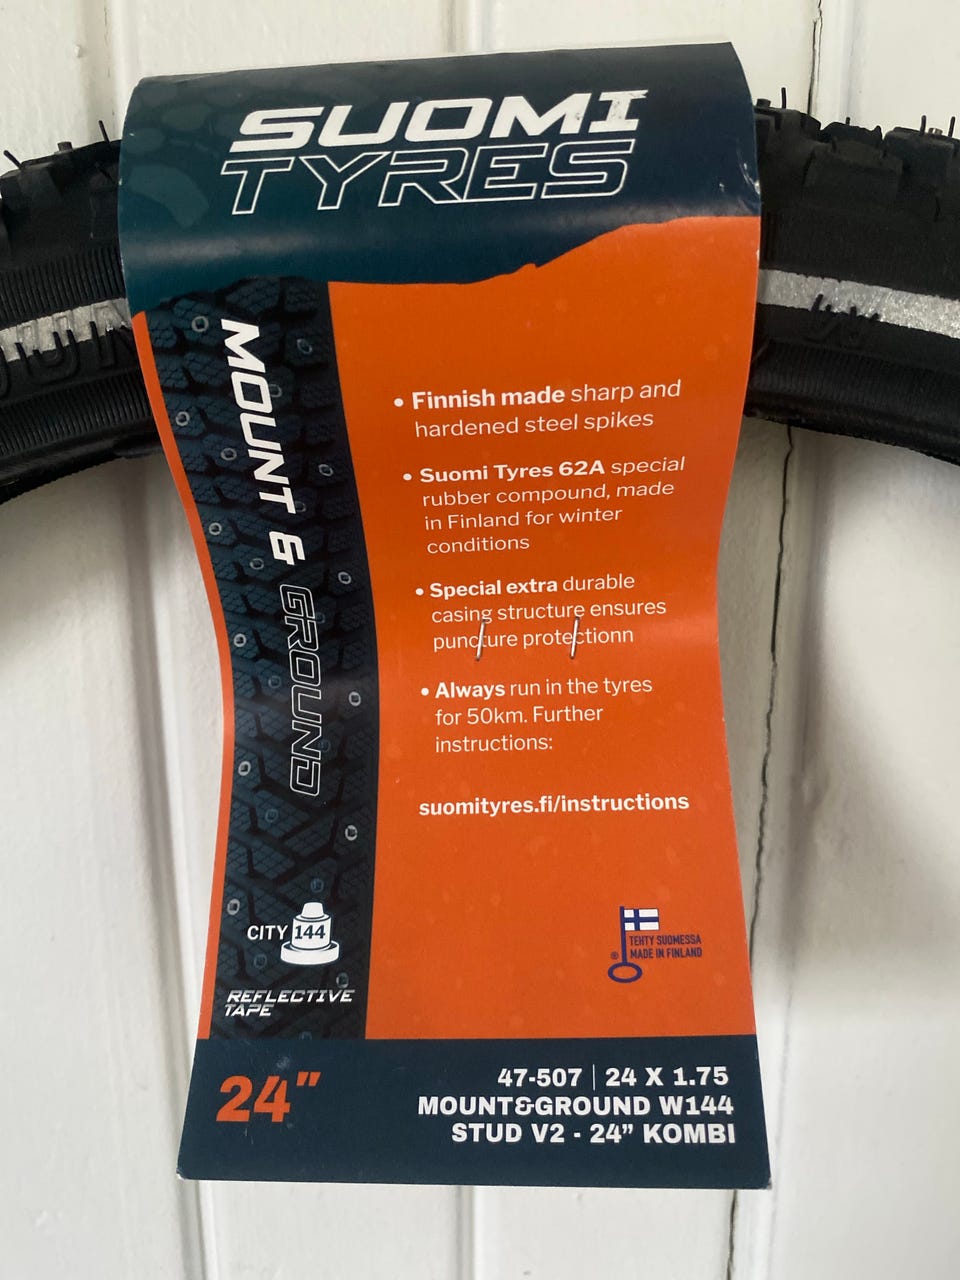 SUOMI
TYRES
MOUNT & GROUND
• Finnish made sharp and
hardened steel spikes
• Suomi Tyres 62A special
rubber compound, made
in Finland for winter
conditions
• Special extra durable
casing structure ensures
puncture protectionn
• Always run in the tyres
for 50km. Further
instructions:
suomityres.fi/instructions
CITY 144
REFLECTIVE
TAPE
® TEHTY SUOMESSA
MADE IN FINLAND
24"
47-507 | 24 X 1.75
MOUNT&GROUND W144
STUD V2 - 24" KOMBI